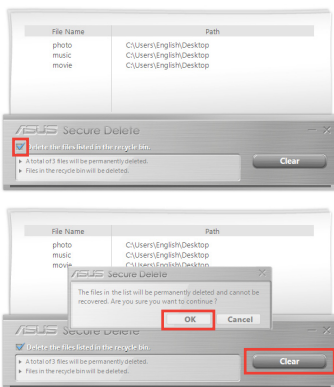 File Name Path
photo C:\Users\English\Desktop
music C:\Users\English\Desktop
movie C:\Users\English\Desktop
ASUS Secure Delete
Delete the files listed in the recycle bin.
A total of 3 files will be permanently deleted.
Files in the recycle bin will be deleted.
Clear
File Name Path
photo C:\Users\English\Desktop
music C:\Users\English\Desktop
movie C:\Users\English\Desktop
ASUS Secure Delete
The files in the list will be permanently deleted and cannot be
recovered. Are you sure you want to continue ?
OK Cancel
ASUS Secure Delete
Delete the files listed in the recycle bin.
A total of 3 files will be permanently deleted.
Files in the recycle bin will be deleted.
Clear